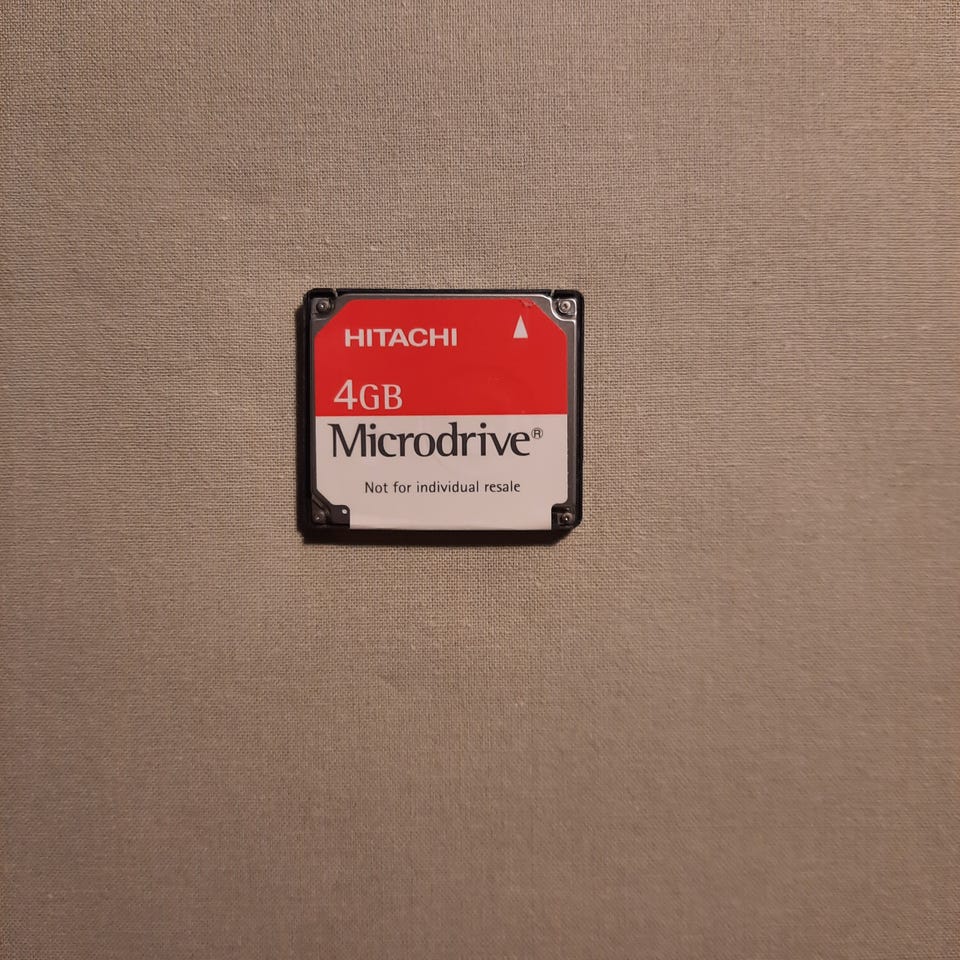 HITACHI
4GB
Microdrive®
Not for individual resale